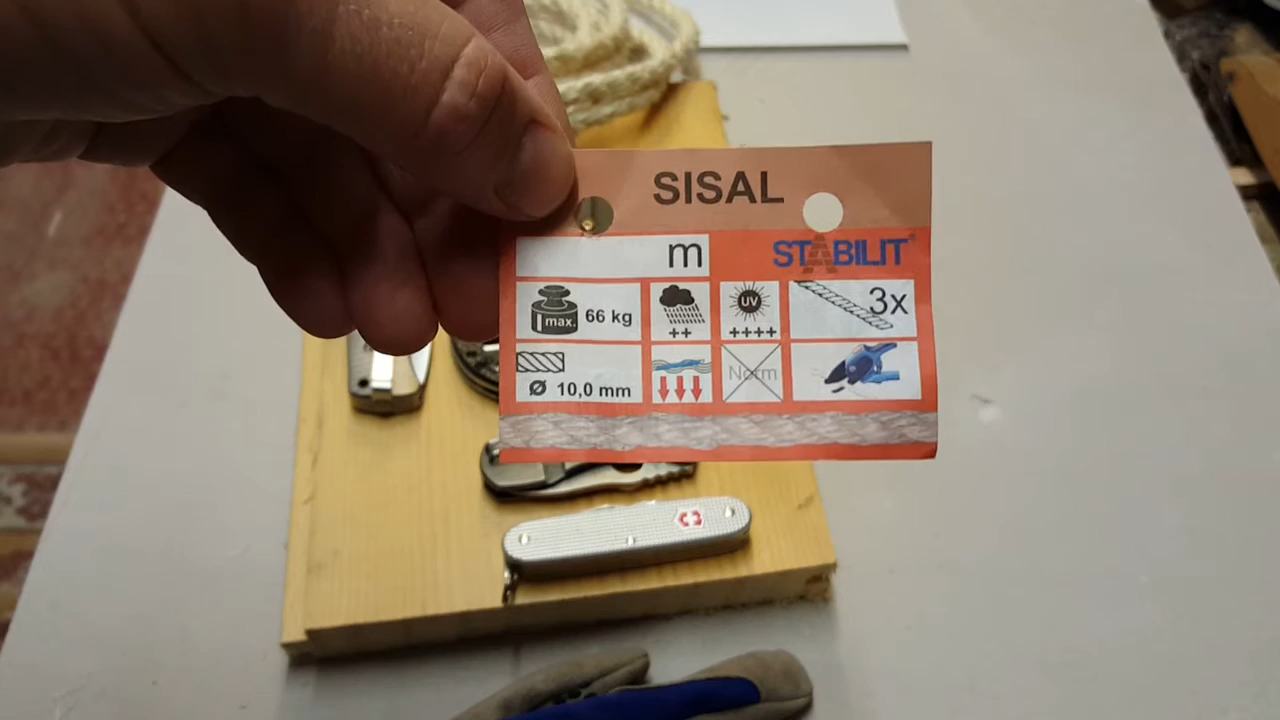 SISAL
m
STABILIT
max. 66 kg
++
UV
++++
3x
Ø 10,0 mm
Norm